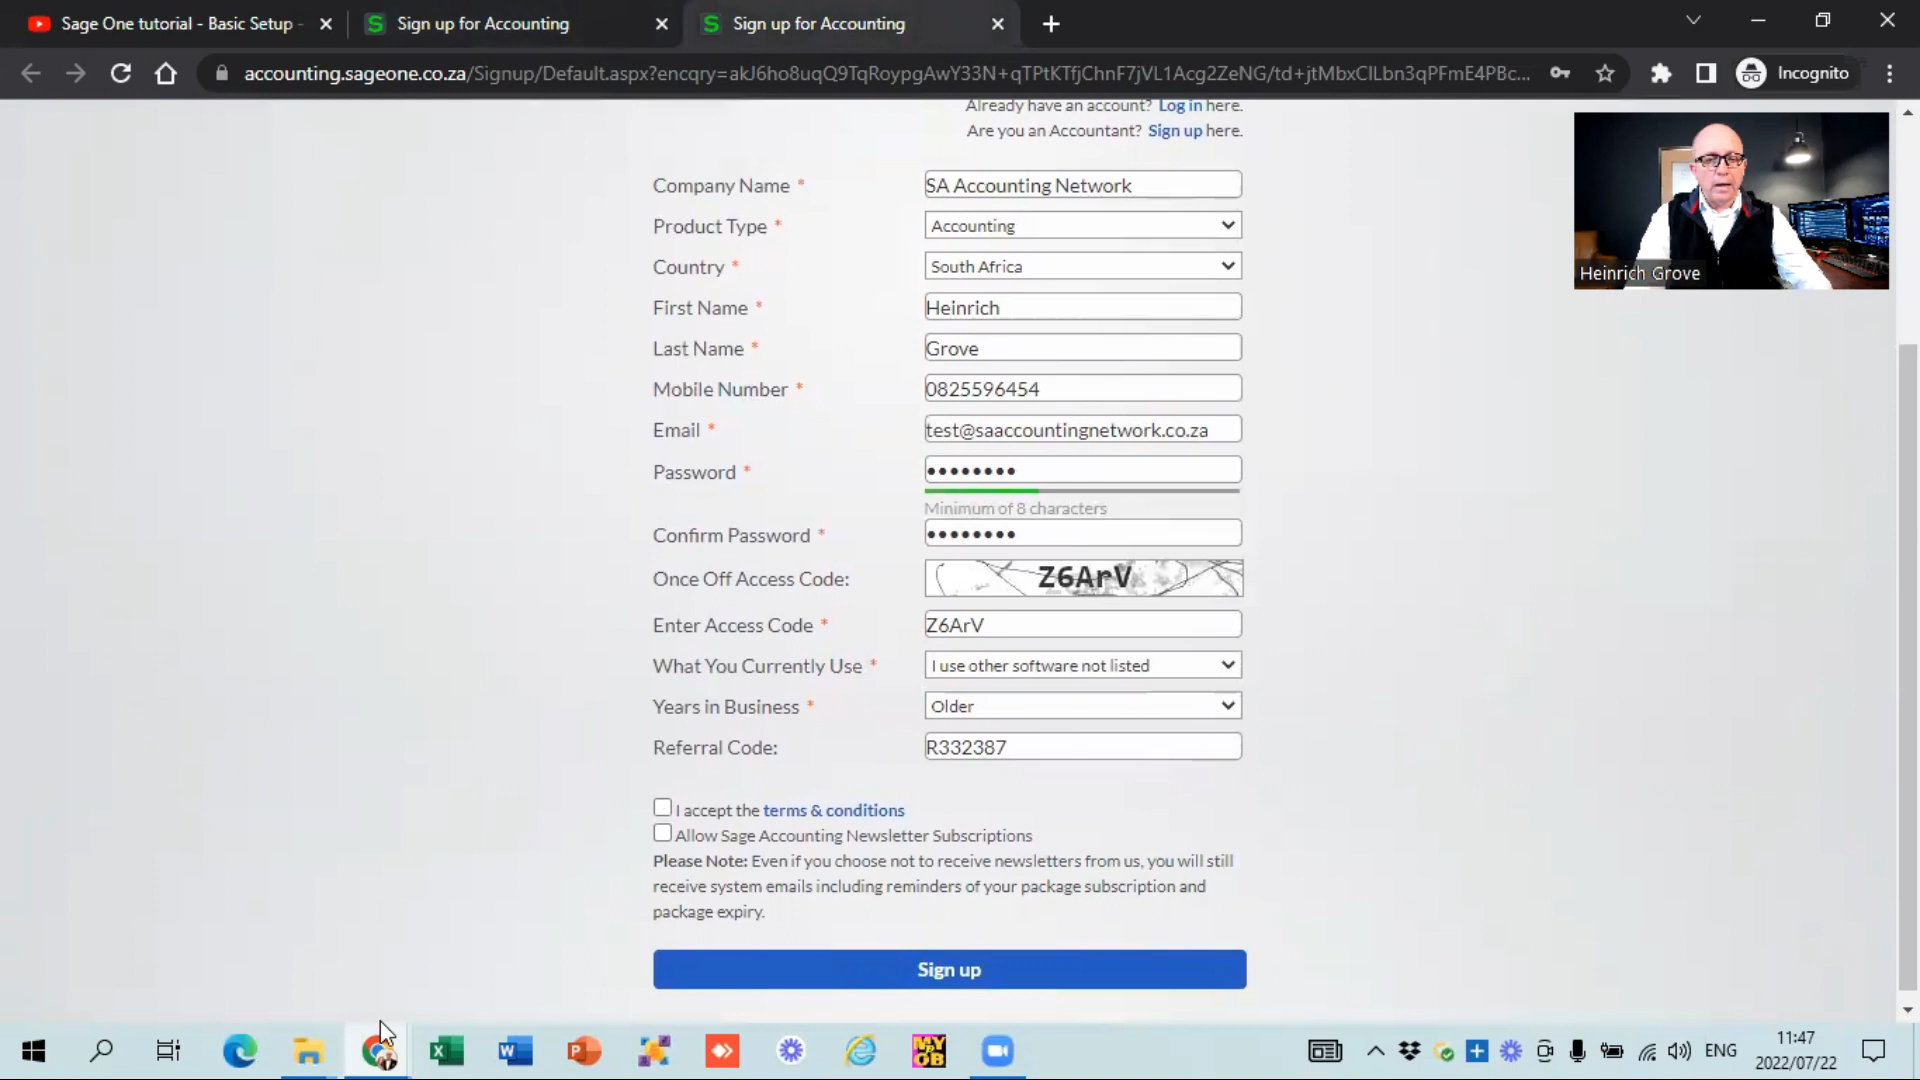 Sage One tutorial - Basic Setup -
Sign up for Accounting
Sign up for Accounting
accounting.sageone.co.za/Signup/Default.aspx?encqry=akJ6ho8uqQ9TqRoypgAwY33N+qTPtKTfjChnF7jVL1Acg2ZeNG/td+jtMbxCILbn3qPFmE4PBc...
Incognito
Already have an account? Log in here.
Are you an Accountant? Sign up here.
Company Name * SA Accounting Network
Product Type * Accounting
Country * South Africa
First Name * Heinrich
Last Name * Grove
Mobile Number * 0825596454
Email * test@saaccountingnetwork.co.za
Password * ••••••••
Minimum of 8 characters
Confirm Password * ••••••••
Once Off Access Code: Z6ArV
Enter Access Code * Z6ArV
What You Currently Use * I use other software not listed
Years in Business * Older
Referral Code: R332387
I accept the terms & conditions
Allow Sage Accounting Newsletter Subscriptions
Please Note: Even if you choose not to receive newsletters from us, you will still
receive system emails including reminders of your package subscription and
package expiry.
Sign up
Heinrich Grove
MY
OB
ENG
11:47
2022/07/22